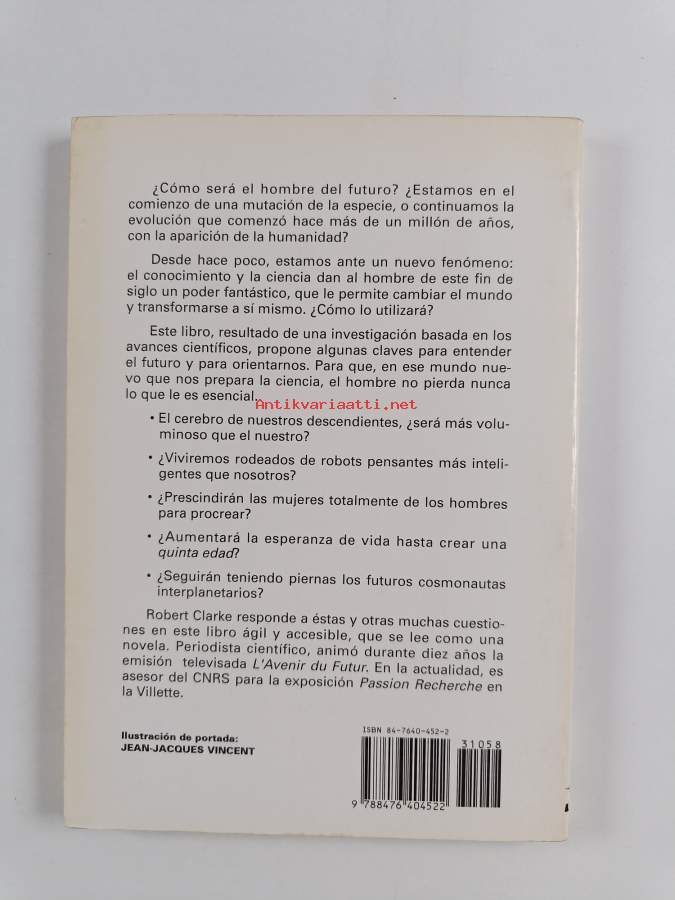 ¿Cómo será el hombre del futuro? ¿Estamos en el
comienzo de una mutación de la especie, o continuamos la
evolución que comenzó hace más de un millón de años,
con la aparición de la humanidad?
Desde hace poco, estamos ante un nuevo fenómeno:
el conocimiento y la ciencia dan al hombre de este fin de
siglo un poder fantástico, que le permite cambiar el mundo
y transformarse a sí mismo. ¿Cómo lo utilizará?
Este libro, resultado de una investigación basada en los
avances científicos, propone algunas claves para entender
el futuro y para orientarnos. Para que, en ese mundo nue-
vo que nos prepara la ciencia, el hombre no pierda nunca
lo que le es esencial.
Antikvariaatti.net
• El cerebro de nuestros descendientes, ¿será más volu-
minoso que el nuestro?
• ¿Viviremos rodeados de robots pensantes más inteli-
gentes que nosotros?
• ¿Prescindirán las mujeres totalmente de los hombres
para procrear?
• ¿Aumentará la esperanza de vida hasta crear una
quinta edad?
• ¿Seguirán teniendo piernas los futuros cosmonautas
interplanetarios?
Robert Clarke responde a éstas y otras muchas cuestio-
nes en este libro ágil y accesible, que se lee como una
novela. Periodista científico, animó durante diez años la
emisión televisada L'Avenir du Futur. En la actualidad, es
asesor del CNRS para la exposición Passion Recherche en
la Villette.
Ilustración de portada:
JEAN-JACQUES VINCENT
ISBN 84-7640-452-2
31058
9 788476 404522